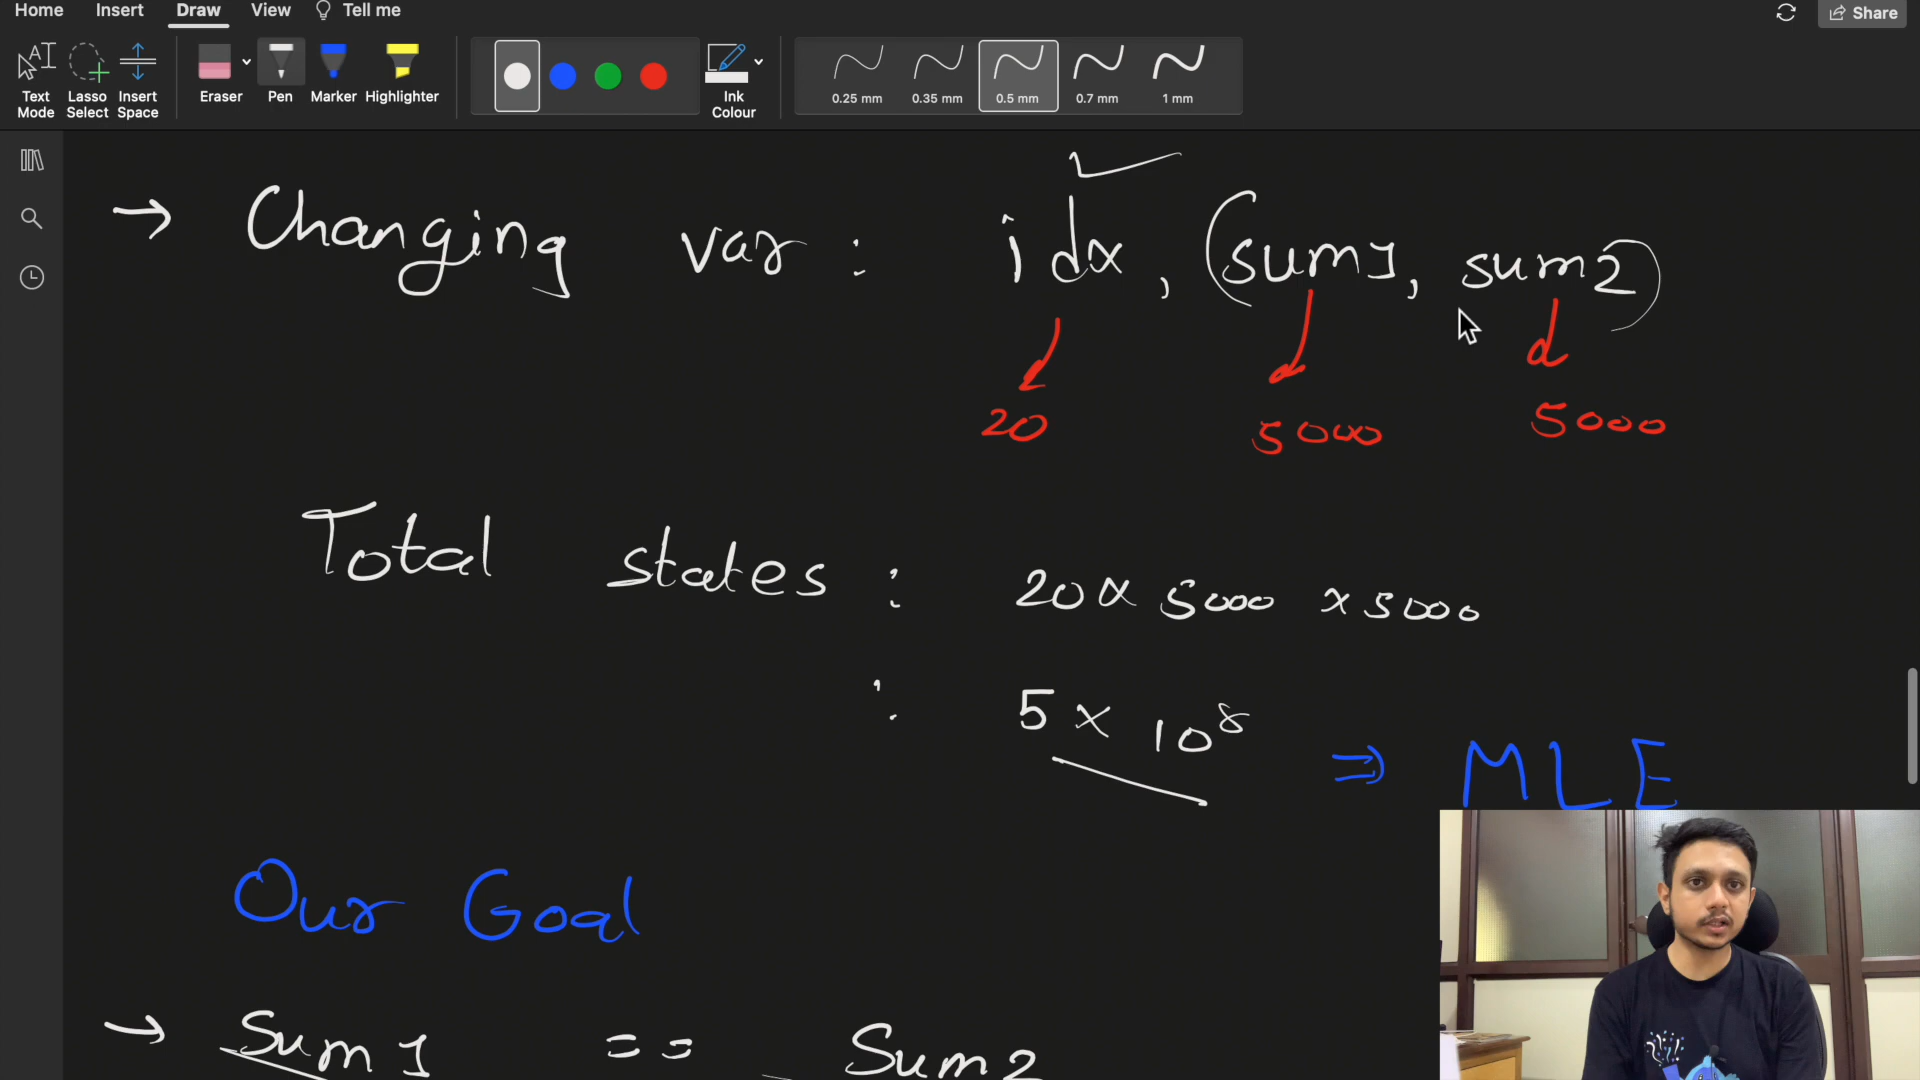 Home Insert Draw View Tell me Share
Text Mode Lasso Select Insert Space Eraser Pen Marker Highlighter Ink Colour 0.25 mm 0.35 mm 0.5 mm 0.7 mm 1 mm
→ Changing var : idx, (sum1, sum2)
20 5000 5000
Total states : 20 x 5000 x 5000
: 5 x 10⁸ ⇒ MLE
Our Goal
→ Sum1 == Sum2